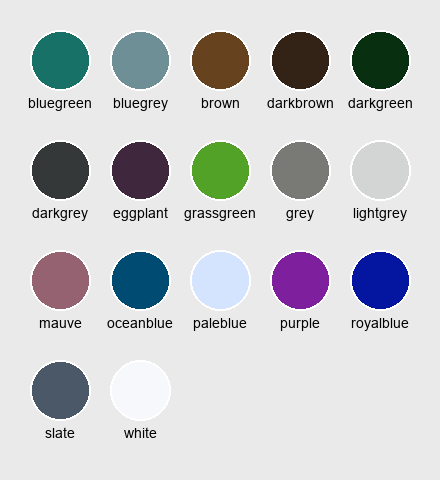 bluegreen bluegrey brown darkbrown darkgreen
darkgrey eggplant grassgreen grey lightgrey
mauve oceanblue paleblue purple royalblue
slate white